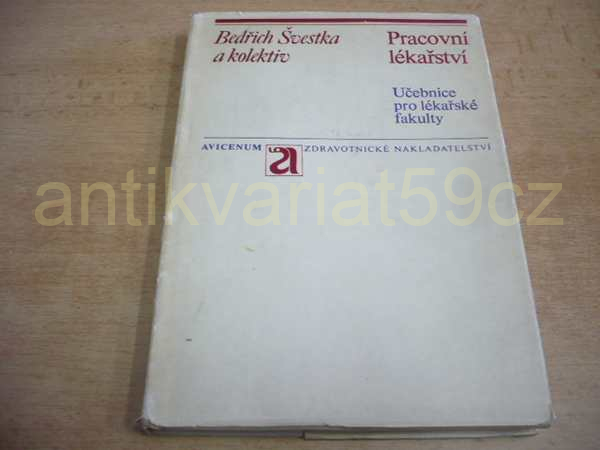 Bedřich Švestka
a kolektiv
Pracovní
lékařství
Učebnice
pro lékařské
fakulty
AVICENUM a ZDRAVOTNICKÉ NAKLADATELSTVÍ
antikvariat59cz